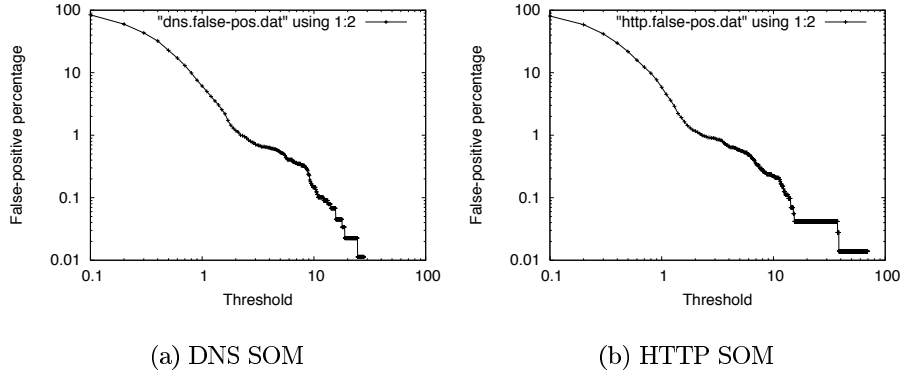 "dns.false-pos.dat" using 1:2
False-positive percentage
100
10
1
0.1
0.01
0.1 1 10 100
Threshold
(a) DNS SOM
"http.false-pos.dat" using 1:2
False-positive percentage
100
10
1
0.1
0.01
0.1 1 10 100
Threshold
(b) HTTP SOM